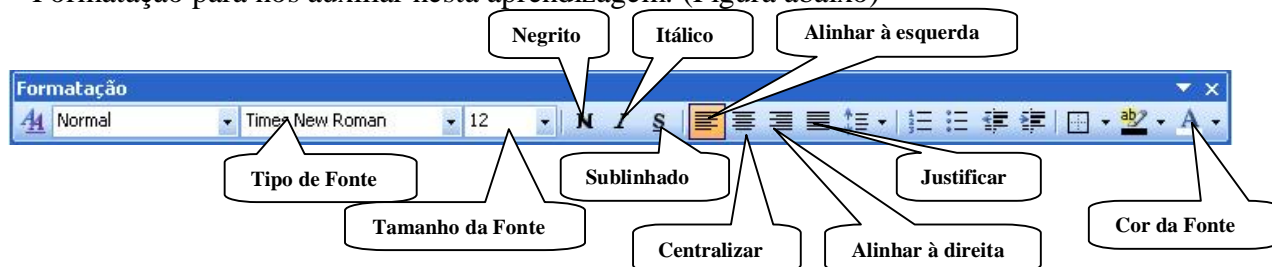 Formatação para nos auxiliar nesta aprendizagem. (Figura abaixo)
Negrito
Itálico
Alinhar à esquerda
Formatação
Normal
Times New Roman
12
N I S
ab
A
Tipo de Fonte
Sublinhado
Justificar
Tamanho da Fonte
Cor da Fonte
Centralizar
Alinhar à direita